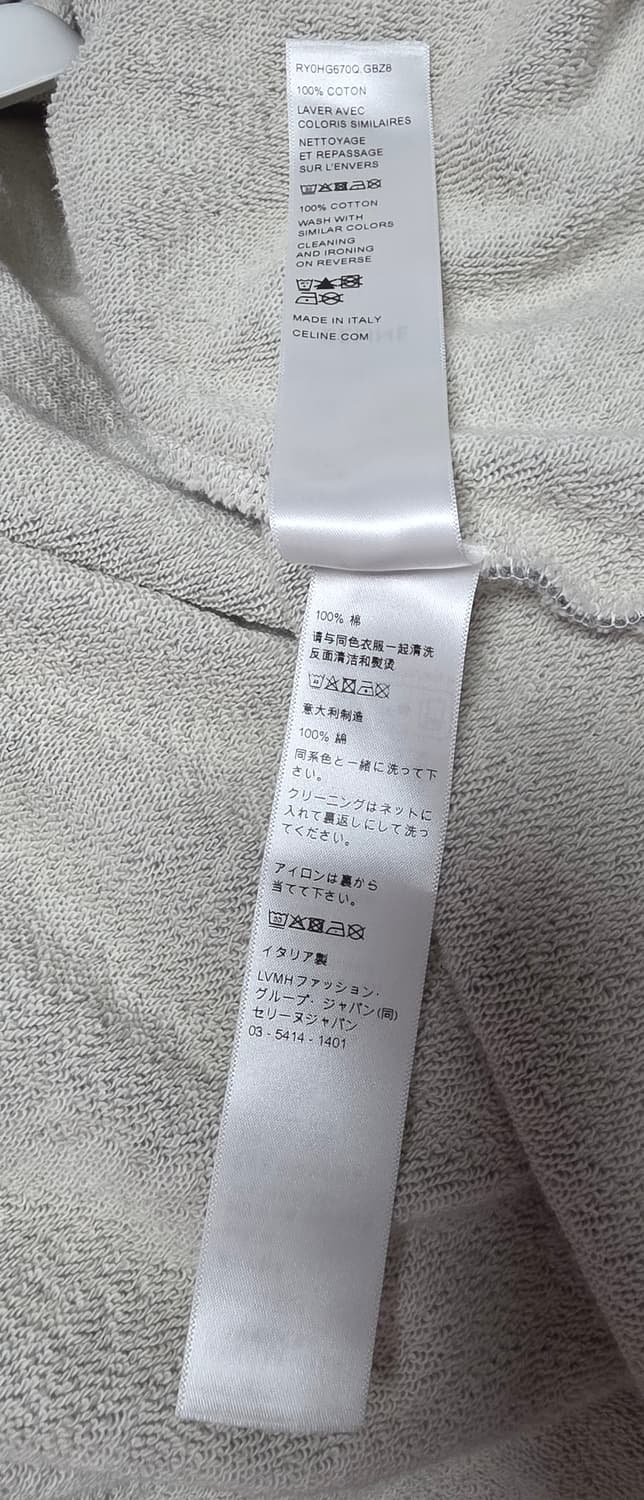 RY0HG670Q.GBZ8
100% COTON
LAVER AVEC
COLORIS SIMILAIRES
NETTOYAGE
ET REPASSAGE
SUR L'ENVERS
100% COTTON
WASH WITH
SIMILAR COLORS
CLEANING
AND IRONING
ON REVERSE
MADE IN ITALY
CELINE.COM
100% 棉
请与同色衣服一起清洗
反面清洁和熨烫
意大利制造
100% 綿
同系色と一緒に洗って下
さい。
クリーニングはネットに
入れて裏返しにして洗っ
てください。
アイロンは裏から
当てて下さい。
イタリア製
LVMHファッション・
グループ・ジャパン(同)
セリーヌジャパン
03 - 5414 - 1401